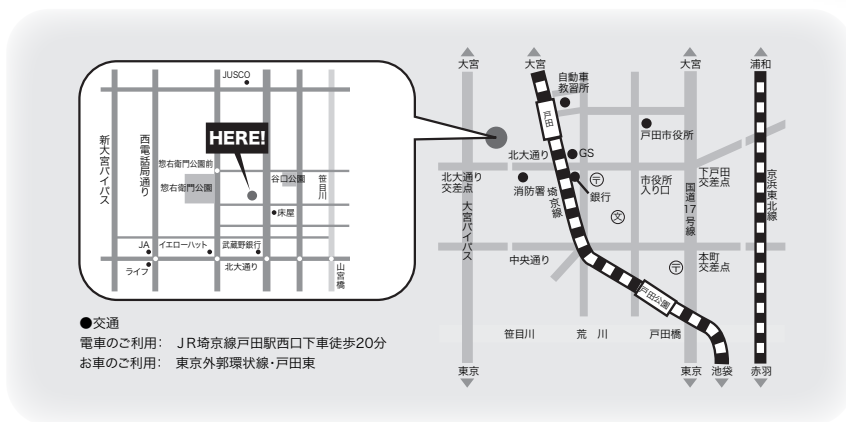 JUSCO
HERE!
新大宮バイパス
西電話局通り
惣右衛門公園前
惣右衛門公園
谷口公園
笹目川
床屋
JA
イエローハット
武蔵野銀行
ライフ
北大通り
山宮橋
●交通
電車のご利用： JR埼京線戸田駅西口下車徒歩20分
お車のご利用： 東京外郭環状線・戸田東
大宮
大宮
大宮
浦和
自動車
教習所
戸田
戸田市役所
北大通り
GS
北大通り
交差点
消防署
埼京線
〒
銀行
市役所
入り口
下戸田
交差点
国道17号線
京浜東北線
文
大宮バイパス
中央通り
本町
交差点
〒
戸田公園
笹目川
荒 川
戸田橋
東京
東京
池袋
赤羽